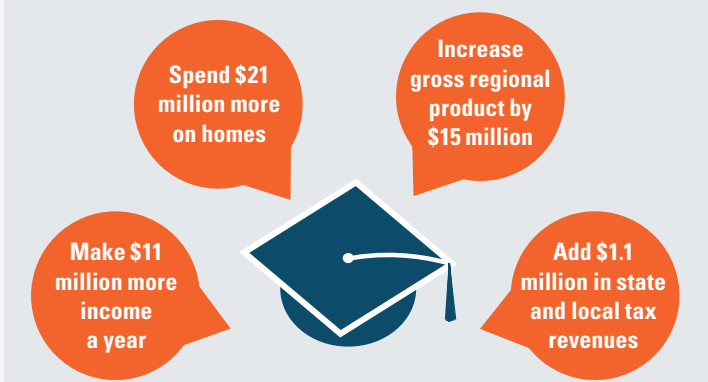 Spend $21
million more
on homes
Increase
gross regional
product by
$15 million
Make $11
million more
income
a year
Add $1.1
million in state
and local tax
revenues